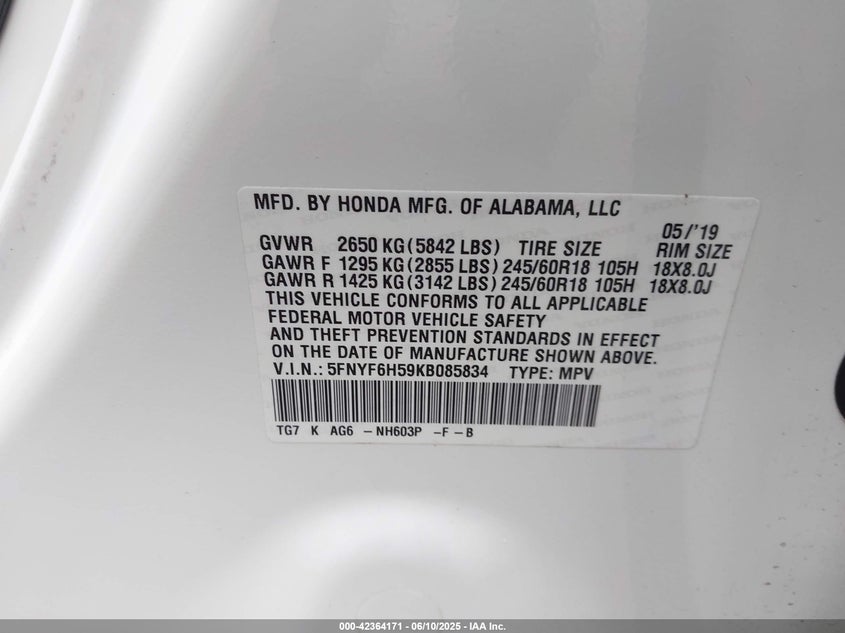 MFD. BY HONDA MFG. OF ALABAMA, LLC
05/'19
GVWR 2650 KG (5842 LBS) TIRE SIZE RIM SIZE
GAWR F 1295 KG (2855 LBS) 245/60R18 105H 18X8.0J
GAWR R 1425 KG (3142 LBS) 245/60R18 105H 18X8.0J
THIS VEHICLE CONFORMS TO ALL APPLICABLE
FEDERAL MOTOR VEHICLE SAFETY
AND THEFT PREVENTION STANDARDS IN EFFECT
ON THE DATE OF MANUFACTURE SHOWN ABOVE.
V.I.N.: 5FNYF6H59KB085834 TYPE: MPV
TG7 K AG6 -NH603P -F-B
000-42364171 - 06/10/2025 - IAA Inc.